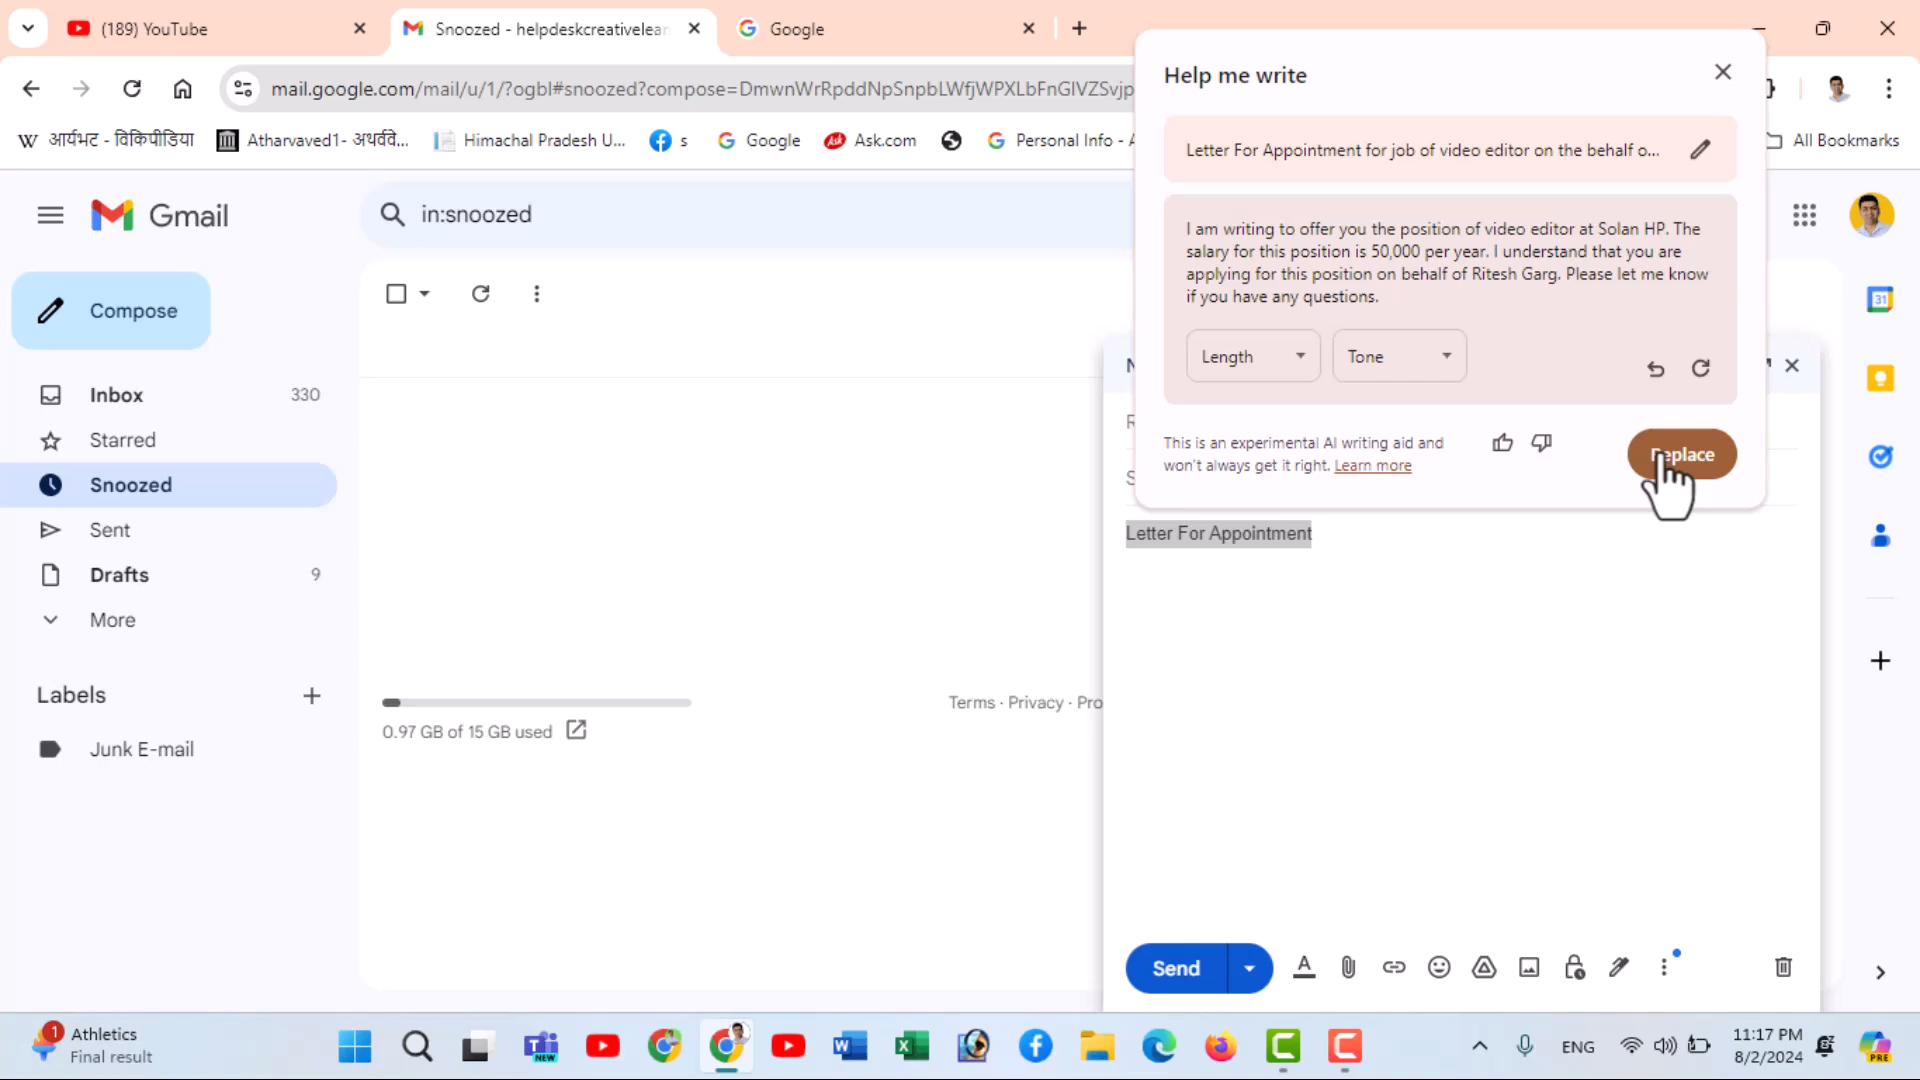 (189) YouTube
Snoozed - helpdeskcreativelear
Google
mail.google.com/mail/u/1/?ogbl#snoozed?compose=DmwnWrRpddNpSnpbLWfjWPXLbFnGlVZSvjp
आर्यभट - विकिपीडिया
Atharvaved1- अथर्ववे...
Himachal Pradesh U...
s
Google
Ask.com
Personal Info - A
All Bookmarks
Gmail
in:snoozed
Compose
Inbox 330
Starred
Snoozed
Sent
Drafts 9
More
Labels
Junk E-mail
0.97 GB of 15 GB used
Terms · Privacy · Pro
Help me write
Letter For Appointment for job of video editor on the behalf o...
I am writing to offer you the position of video editor at Solan HP. The
salary for this position is 50,000 per year. I understand that you are
applying for this position on behalf of Ritesh Garg. Please let me know
if you have any questions.
Length
Tone
This is an experimental AI writing aid and
won't always get it right. Learn more
Replace
Letter For Appointment
Send
31
1
Athletics
Final result
NEW
ENG
11:17 PM
8/2/2024
PRE